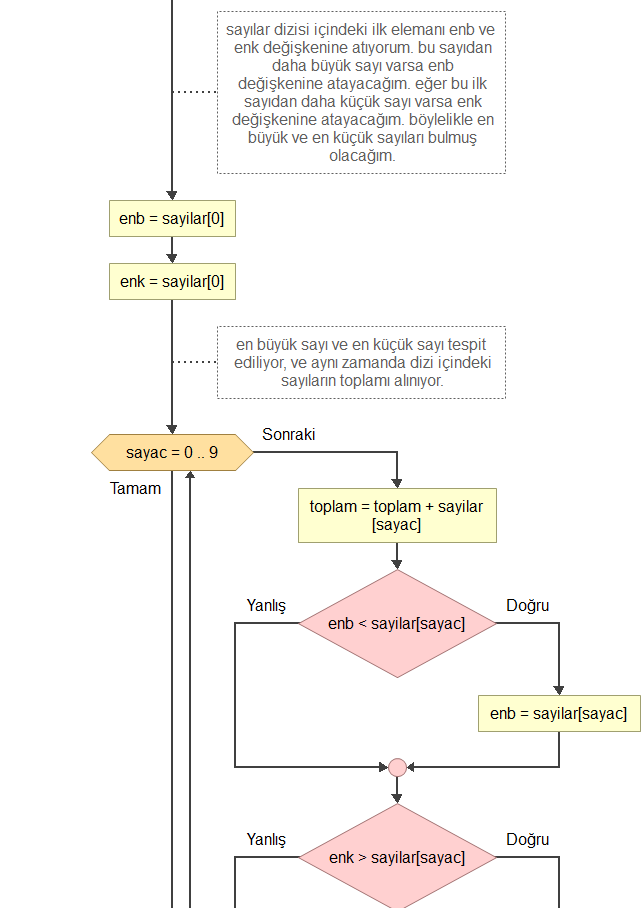 sayılar dizisi içindeki ilk elemanı enb ve
enk değişkenine atıyorum. bu sayıdan
daha büyük sayı varsa enb
değişkenine atayacağım. eğer bu ilk
sayıdan daha küçük sayı varsa enk
değişkenine atayacağım. böylelikle en
büyük ve en küçük sayıları bulmuş
olacağım.
enb = sayilar[0]
enk = sayilar[0]
en büyük sayı ve en küçük sayı tespit
ediliyor, ve aynı zamanda dizi içindeki
sayıların toplamı alınıyor.
sayac = 0 .. 9
Sonraki
Tamam
toplam = toplam + sayilar
[sayac]
Yanlış
enb < sayilar[sayac]
Doğru
enb = sayilar[sayac]
Yanlış
enk > sayilar[sayac]
Doğru